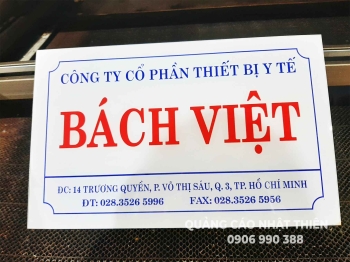 CÔNG TY CỔ PHẦN THIẾT BỊ Y TẾ
BÁCH VIỆT
ĐC: 14 TRƯƠNG QUYỀN, P. VÕ THỊ SÁU, Q. 3, TP. HỒ CHÍ MINH
ĐT: 028.3526 5996 FAX: 028.3526 5956
QUẢNG CÁO NHẬT THIÊN
0906 990 388